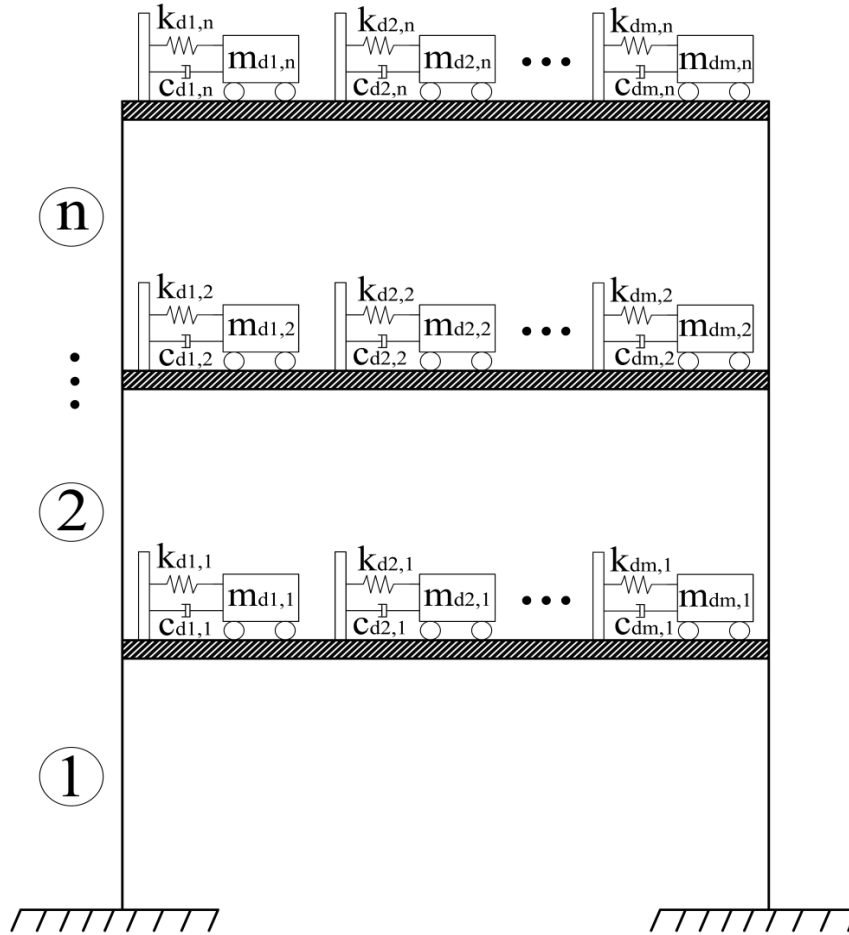 kd1,n kd2,n kdm,n
md1,n md2,n ••• mdm,n
cd1,n cd2,n cdm,n
n
kd1,2 kd2,2 kdm,2
md1,2 md2,2 ••• mdm,2
cd1,2 cd2,2 cdm,2
2
kd1,1 kd2,1 kdm,1
md1,1 md2,1 ••• mdm,1
cd1,1 cd2,1 cdm,1
1